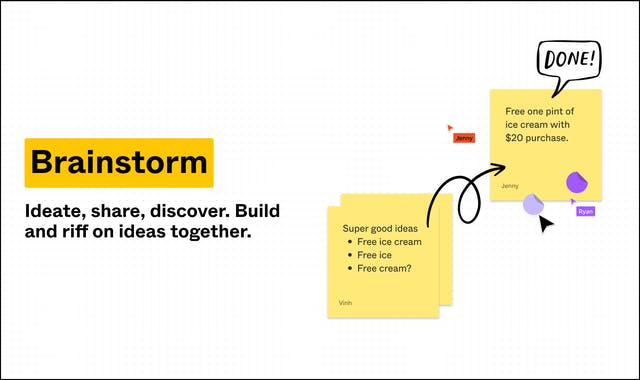 Brainstorm
Ideate, share, discover. Build
and riff on ideas together.
DONE!
Free one pint of
ice cream with
$20 purchase.
Jenny
Jenny
Ryan
Super good ideas
• Free ice cream
• Free ice
• Free cream?
Vinh